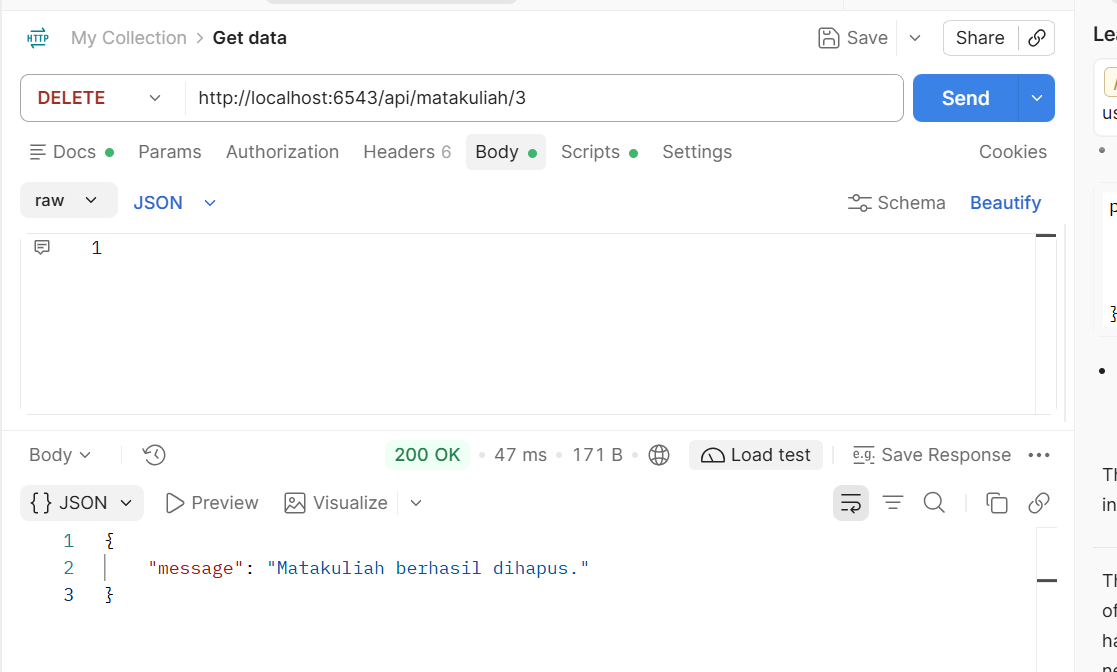 HTTP My Collection > Get data Save Share
DELETE http://localhost:6543/api/matakuliah/3 Send
Docs Params Authorization Headers 6 Body Scripts Settings Cookies
raw JSON Schema Beautify
1
Body 200 OK • 47 ms • 171 B • Load test e.g. Save Response
{} JSON Preview Visualize
1 {
2 "message": "Matakuliah berhasil dihapus."
3 }